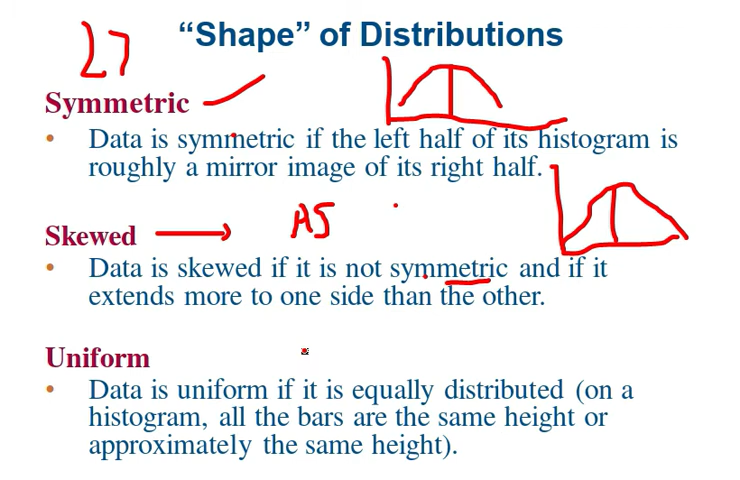 “Shape” of Distributions
27
Symmetric
• Data is symmetric if the left half of its histogram is
roughly a mirror image of its right half.
Skewed
AS
• Data is skewed if it is not symmetric and if it
extends more to one side than the other.
Uniform
• Data is uniform if it is equally distributed (on a
histogram, all the bars are the same height or
approximately the same height).